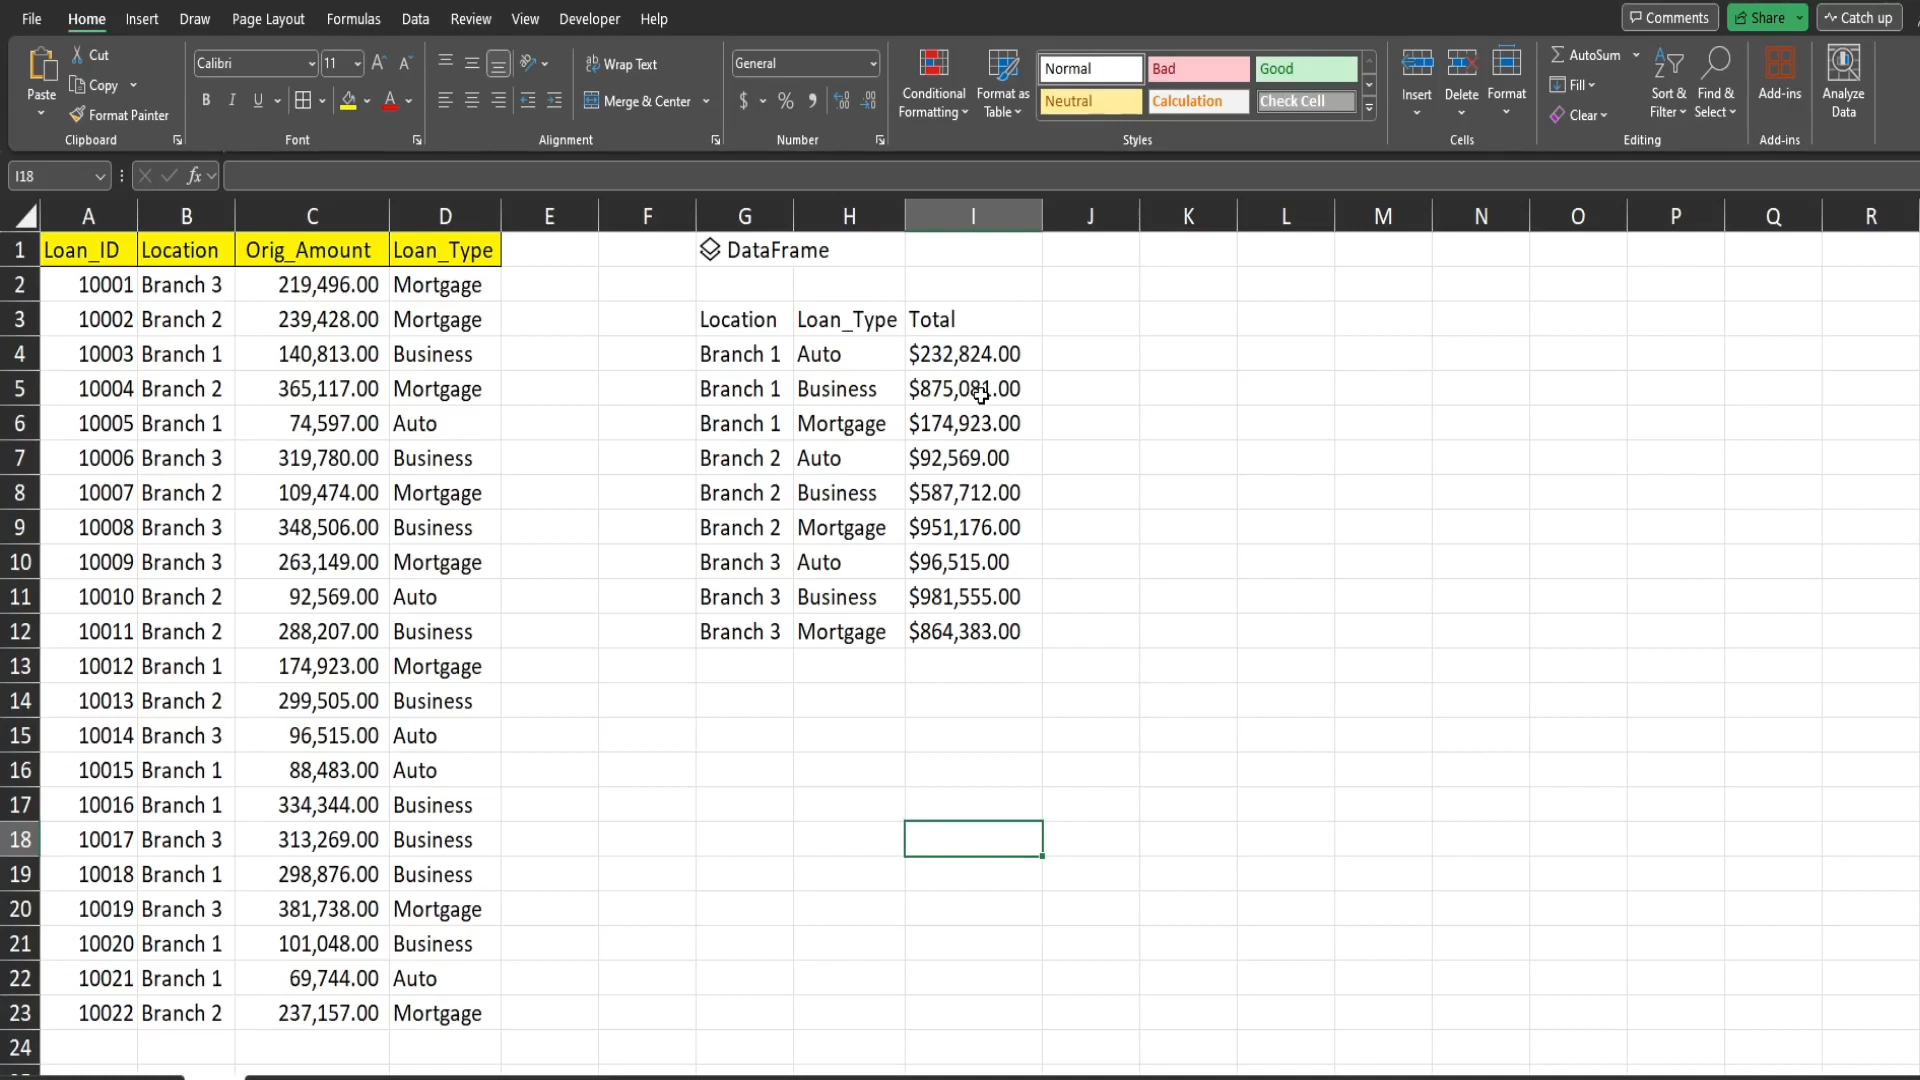 File Home Insert Draw Page Layout Formulas Data Review View Developer Help Comments Share Catch up
Paste Cut Copy Format Painter Clipboard
Calibri 11 B I U Font
Wrap Text Merge & Center Alignment
General $ % Number
Conditional Formatting Format as Table Normal Bad Good Neutral Calculation Check Cell Styles
Insert Delete Format Cells
AutoSum Fill Clear Sort & Filter Find & Select Editing
Add-ins Add-ins
Analyze Data
I18 fx
A B C D E F G H I J K L M N O P Q R
1 Loan_ID Location Orig_Amount Loan_Type DataFrame
2 10001 Branch 3 219,496.00 Mortgage
3 10002 Branch 2 239,428.00 Mortgage Location Loan_Type Total
4 10003 Branch 1 140,813.00 Business Branch 1 Auto $232,824.00
5 10004 Branch 2 365,117.00 Mortgage Branch 1 Business $875,081.00
6 10005 Branch 1 74,597.00 Auto Branch 1 Mortgage $174,923.00
7 10006 Branch 3 319,780.00 Business Branch 2 Auto $92,569.00
8 10007 Branch 2 109,474.00 Mortgage Branch 2 Business $587,712.00
9 10008 Branch 3 348,506.00 Business Branch 2 Mortgage $951,176.00
10 10009 Branch 3 263,149.00 Mortgage Branch 3 Auto $96,515.00
11 10010 Branch 2 92,569.00 Auto Branch 3 Business $981,555.00
12 10011 Branch 2 288,207.00 Business Branch 3 Mortgage $864,383.00
13 10012 Branch 1 174,923.00 Mortgage
14 10013 Branch 2 299,505.00 Business
15 10014 Branch 3 96,515.00 Auto
16 10015 Branch 1 88,483.00 Auto
17 10016 Branch 1 334,344.00 Business
18 10017 Branch 3 313,269.00 Business
19 10018 Branch 1 298,876.00 Business
20 10019 Branch 3 381,738.00 Mortgage
21 10020 Branch 1 101,048.00 Business
22 10021 Branch 1 69,744.00 Auto
23 10022 Branch 2 237,157.00 Mortgage
24